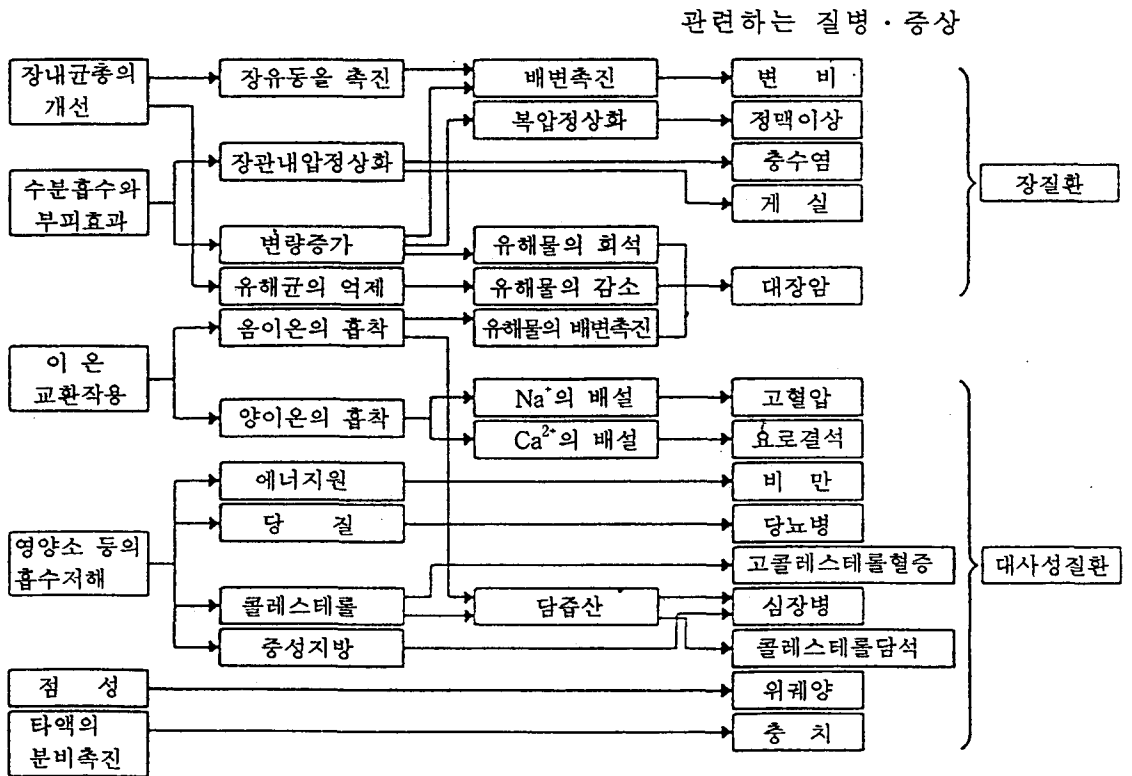 관련하는 질병 · 증상
장내균총의
개선
장유동을 촉진
배변촉진
변 비
복압정상화
정맥이상
수분흡수와
부피효과
장관내압정상화
충수염
게 실
장질환
변량증가
유해물의 희석
유해균의 억제
유해물의 감소
대장암
이 온
교환작용
음이온의 흡착
유해물의 배변촉진
양이온의 흡착
Na⁺의 배설
고혈압
Ca²⁺의 배설
요로결석
영양소 등의
흡수저해
에너지원
비 만
당 질
당뇨병
고콜레스테롤혈증
대사성질환
콜레스테롤
담즙산
심장병
중성지방
콜레스테롤담석
점 성
위궤양
타액의
분비촉진
충 치